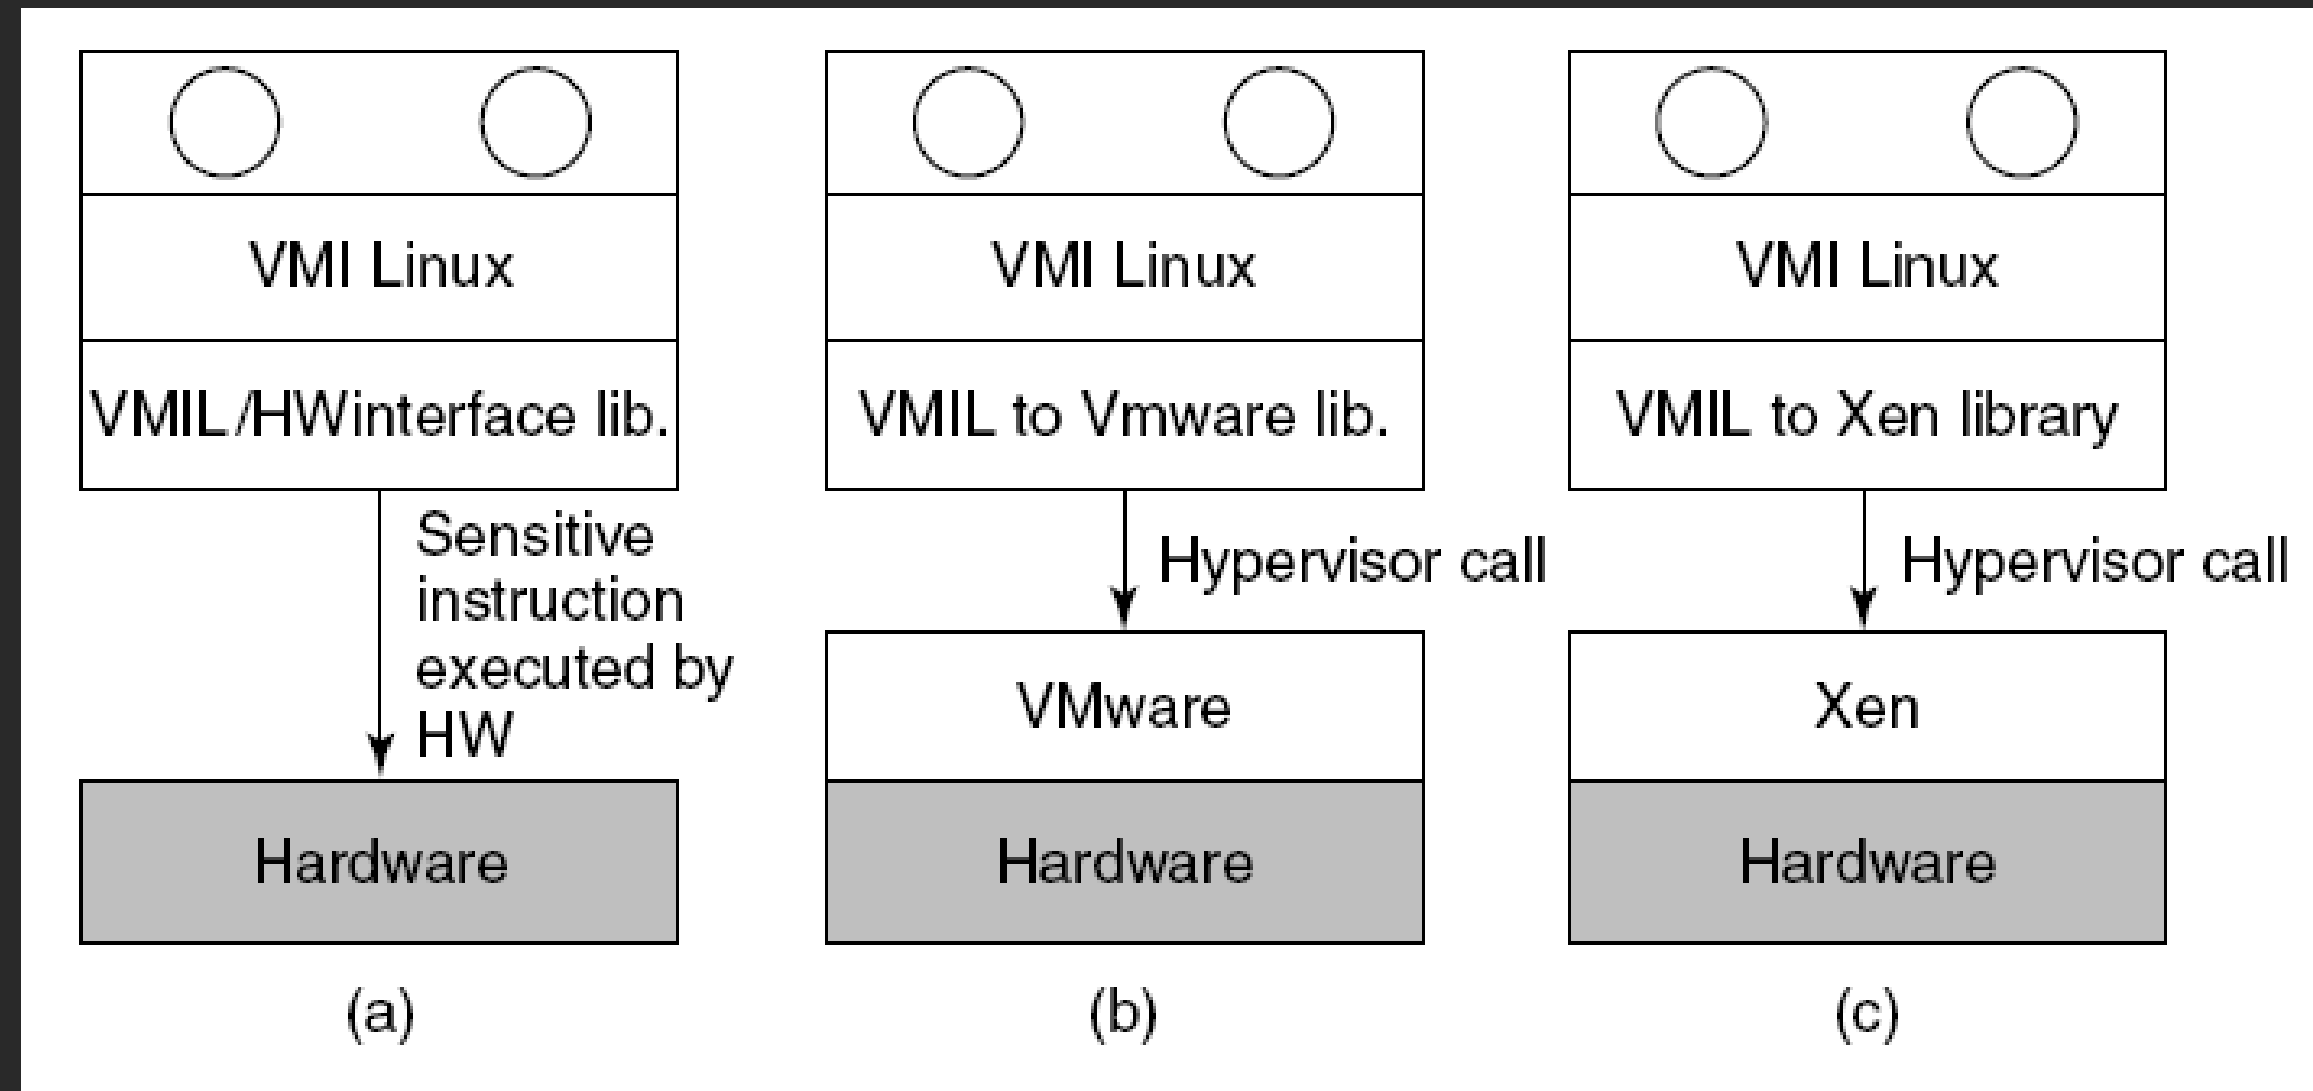 VMI Linux
VMIL/HWinterface lib.
Sensitive
instruction
executed by
HW
Hardware
(a)
VMI Linux
VMIL to Vmware lib.
Hypervisor call
VMware
Hardware
(b)
VMI Linux
VMIL to Xen library
Hypervisor call
Xen
Hardware
(c)